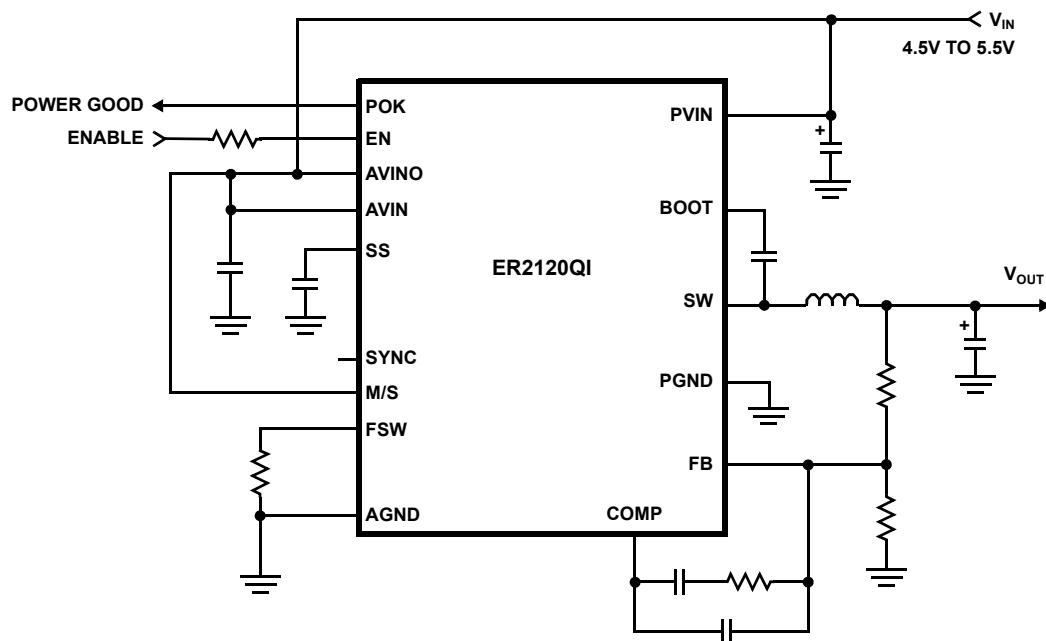 V_IN
4.5V TO 5.5V
POWER GOOD
POK
PVIN
ENABLE
EN
+
AVINO
AVIN
BOOT
SS
ER2120QI
V_OUT
SW
+
SYNC
PGND
M/S
FSW
FB
AGND
COMP